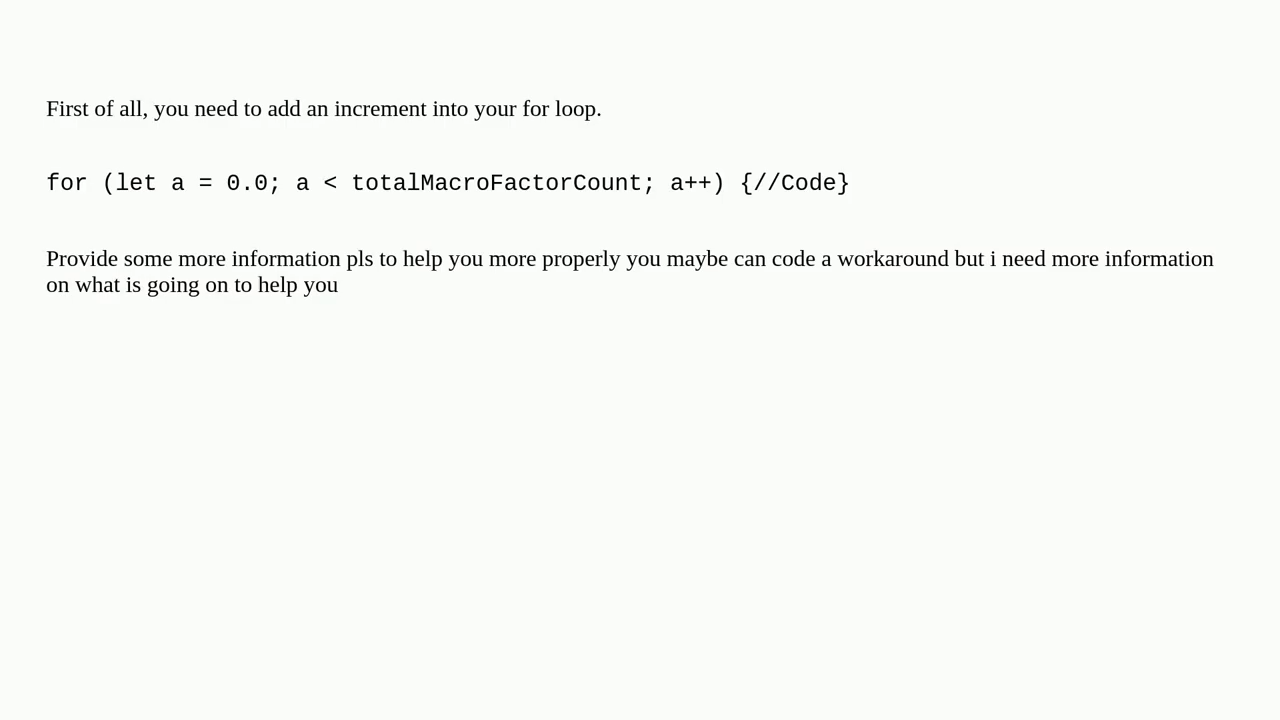 First of all, you need to add an increment into your for loop.
for (let a = 0.0; a < totalMacroFactorCount; a++) {//Code}
Provide some more information pls to help you more properly you maybe can code a workaround but i need more information
on what is going on to help you